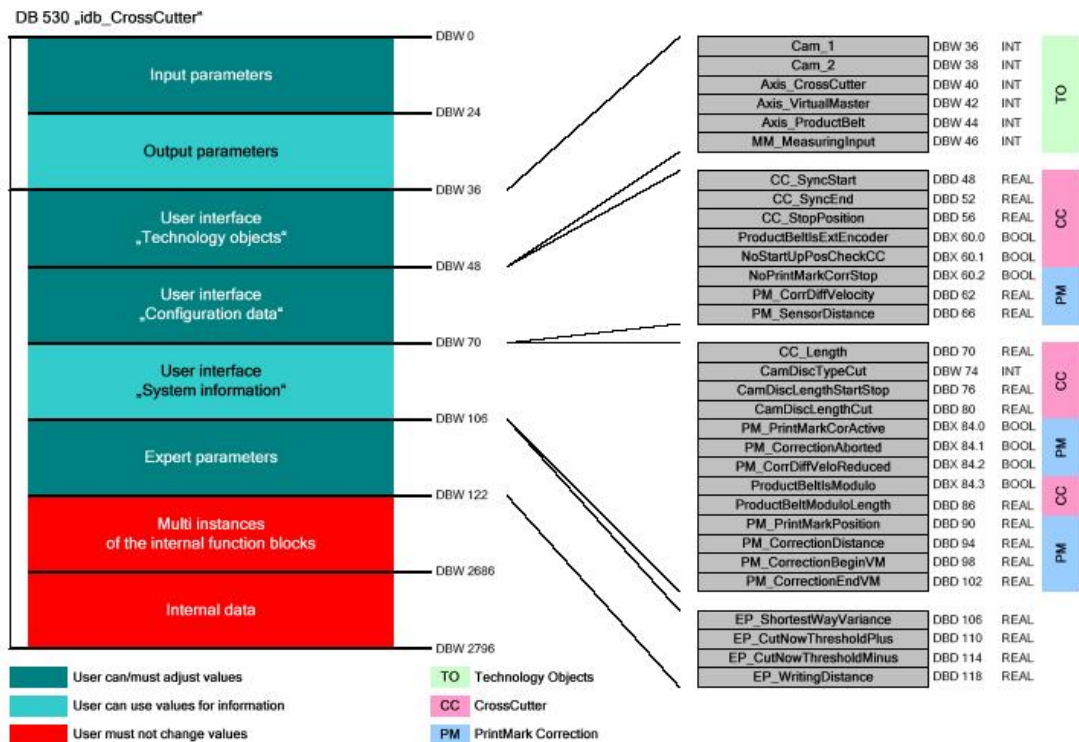 DB 530 „idb_CrossCutter“
DBW 0
Input parameters
DBW 24
Output parameters
DBW 36
User interface
„Technology objects“
DBW 48
User interface
„Configuration data“
DBW 70
User interface
„System information“
DBW 106
Expert parameters
DBW 122
Multi instances
of the internal function blocks
DBW 2686
Internal data
DBW 2796
Cam_1 DBW 36 INT
Cam_2 DBW 38 INT
Axis_CrossCutter DBW 40 INT
Axis_VirtualMaster DBW 42 INT
Axis_ProductBelt DBW 44 INT
MM_MeasuringInput DBW 46 INT
TO
CC_SyncStart DBD 48 REAL
CC_SyncEnd DBD 52 REAL
CC_StopPosition DBD 56 REAL
ProductBeltIsExtEncoder DBX 60.0 BOOL
NoStartUpPosCheckCC DBX 60.1 BOOL
CC
NoPrintMarkCorrStop DBX 60.2 BOOL
PM_CorrDiffVelocity DBD 62 REAL
PM_SensorDistance DBD 66 REAL
PM
CC_Length DBD 70 REAL
CamDiscTypeCut DBW 74 INT
CamDiscLengthStartStop DBD 76 REAL
CamDiscLengthCut DBD 80 REAL
CC
PM_PrintMarkCorActive DBX 84.0 BOOL
PM_CorrectionAborted DBX 84.1 BOOL
PM_CorrDiffVeloReduced DBX 84.2 BOOL
PM
ProductBeltIsModulo DBX 84.3 BOOL
ProductBeltModuloLength DBD 86 REAL
CC
PM_PrintMarkPosition DBD 90 REAL
PM_CorrectionDistance DBD 94 REAL
PM_CorrectionBeginVM DBD 98 REAL
PM_CorrectionEndVM DBD 102 REAL
PM
EP_ShortestWayVariance DBD 106 REAL
EP_CutNowThresholdPlus DBD 110 REAL
EP_CutNowThresholdMinus DBD 114 REAL
EP_WritingDistance DBD 118 REAL
User can/must adjust values
User can use values for information
User must not change values
TO Technology Objects
CC CrossCutter
PM PrintMark Correction